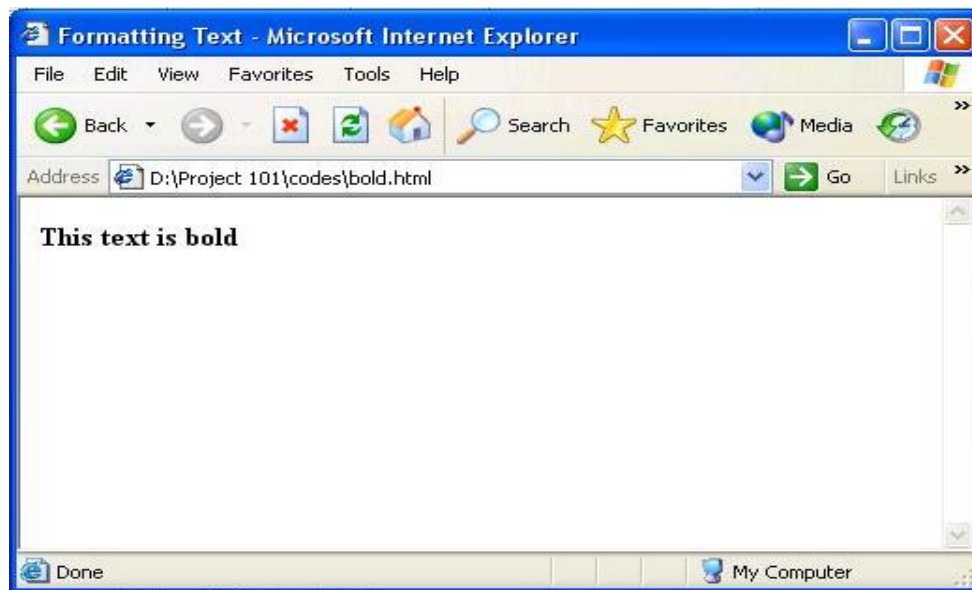 Formatting Text - Microsoft Internet Explorer
File Edit View Favorites Tools Help
Back Search Favorites Media »
Address D:\Project 101\codes\bold.html Go Links »
This text is bold
Done My Computer